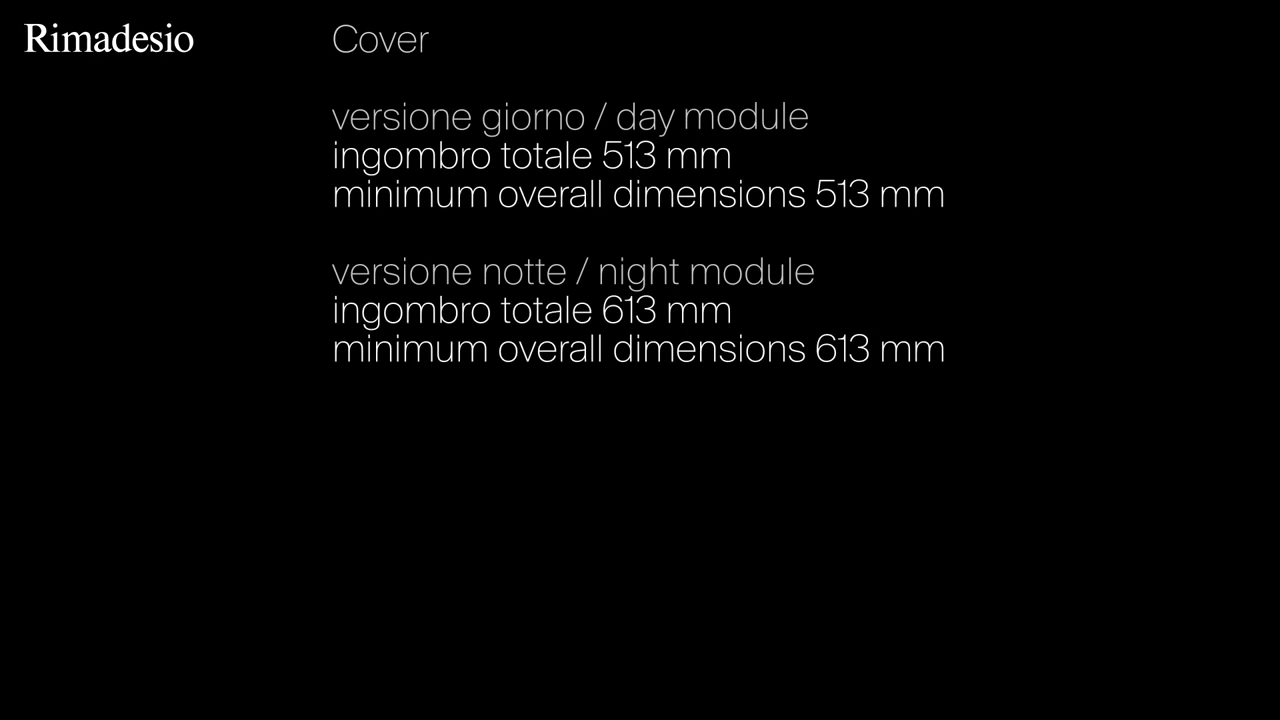 Rimadesio
Cover
versione giorno / day module
ingombro totale 513 mm
minimum overall dimensions 513 mm
versione notte / night module
ingombro totale 613 mm
minimum overall dimensions 613 mm